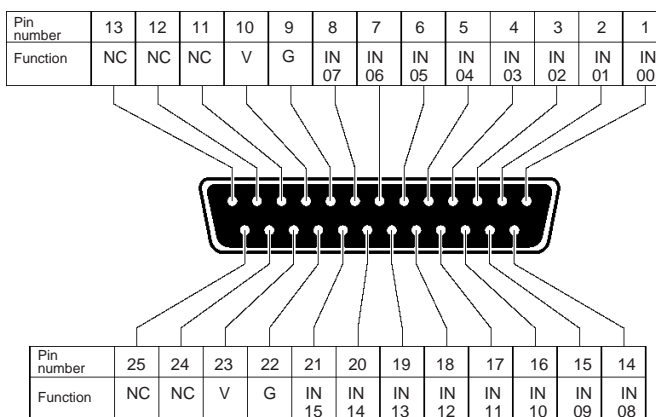 Pin number 13 12 11 10 9 8 7 6 5 4 3 2 1
Function NC NC NC V G IN 07 IN 06 IN 05 IN 04 IN 03 IN 02 IN 01 IN 00
Pin number 25 24 23 22 21 20 19 18 17 16 15 14
Function NC NC V G IN 15 IN 14 IN 13 IN 12 IN 11 IN 10 IN 09 IN 08